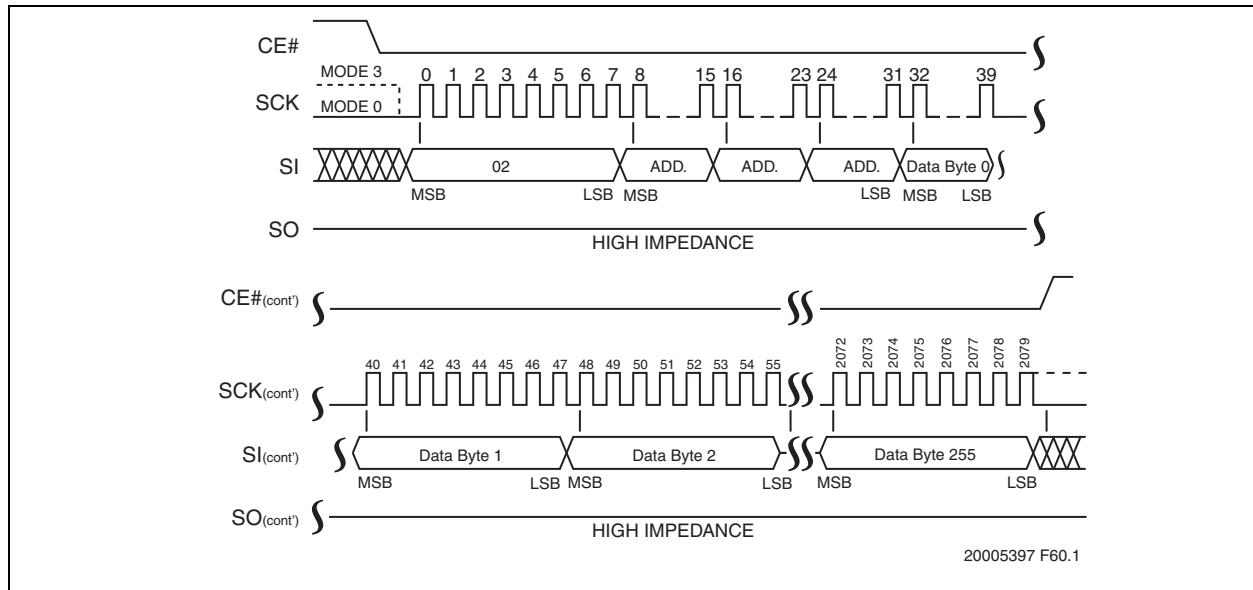 CE#
MODE 3
0 1 2 3 4 5 6 7 8 15 16 23 24 31 32 39
SCK
MODE 0
SI
02
ADD.
ADD.
ADD.
Data Byte 0
MSB
LSB
MSB
LSB
MSB
LSB
SO
HIGH IMPEDANCE
CE#(cont')
40 41 42 43 44 45 46 47 48 49 50 51 52 53 54 55
2072 2073 2074 2075 2076 2077 2078 2079
SCK(cont')
SI(cont')
Data Byte 1
Data Byte 2
Data Byte 255
MSB
LSB
MSB
LSB
MSB
LSB
SO(cont')
HIGH IMPEDANCE
20005397 F60.1